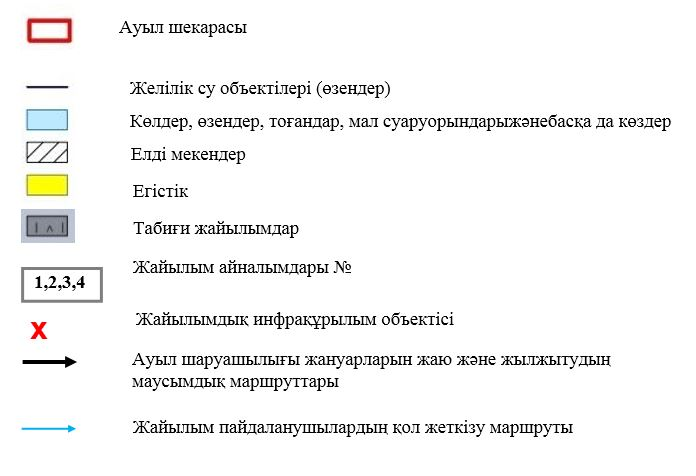 Ауыл шекарасы
Желілік су объектілері (өзендер)
Көлдер, өзендер, тоғандар, мал суаруорындарыжәнебасқа да көздер
Елді мекендер
Егістік
Табиғи жайылымдар
1,2,3,4 Жайылым айналымдары №
X Жайылымдық инфрақұрылым объектісі
Ауыл шаруашылығы жануарларын жаю және жылжытудың
маусымдық маршруттары
Жайылым пайдаланушылардың қол жеткізу маршруты